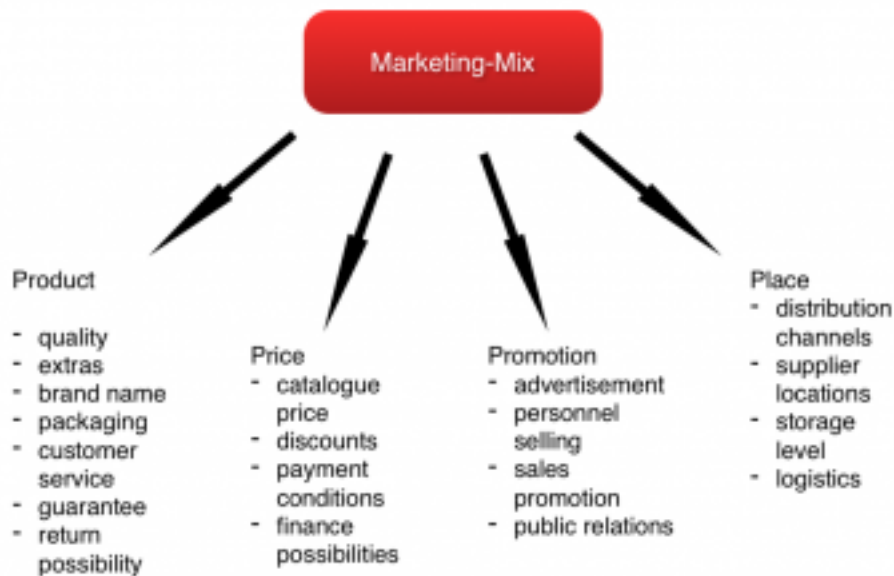 Marketing-Mix
Product
- quality
- extras
- brand name
- packaging
- customer
service
- guarantee
- return
possibility
Price
- catalogue
price
- discounts
- payment
conditions
- finance
possibilities
Promotion
- advertisement
- personnel
selling
- sales
promotion
- public relations
Place
- distribution
channels
- supplier
locations
- storage
level
- logistics